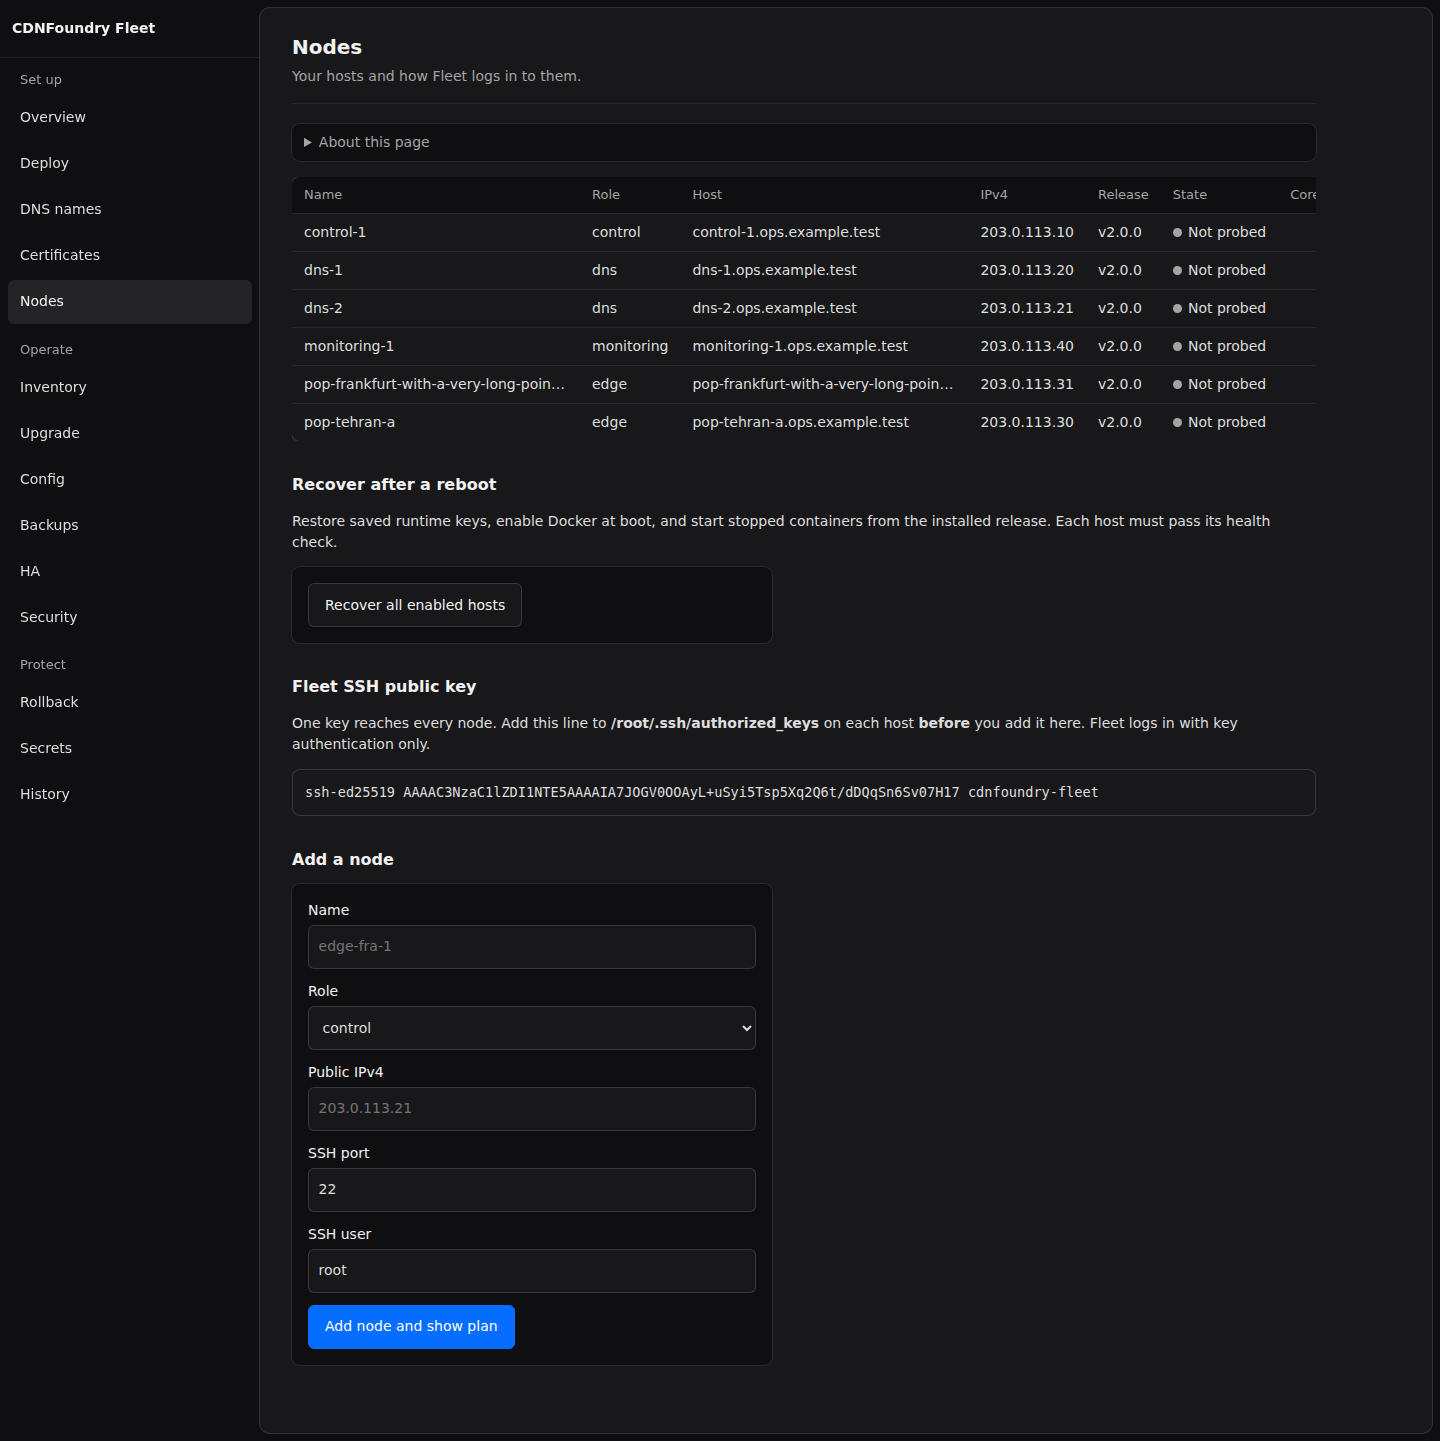 CDNFoundry Fleet
Set up
Overview
Deploy
DNS names
Certificates
Nodes
Operate
Inventory
Upgrade
Config
Backups
HA
Security
Protect
Rollback
Secrets
History
Nodes
Your hosts and how Fleet logs in to them.
About this page
Name Role Host IPv4 Release State Core
control-1 control control-1.ops.example.test 203.0.113.10 v2.0.0 Not probed
dns-1 dns dns-1.ops.example.test 203.0.113.20 v2.0.0 Not probed
dns-2 dns dns-2.ops.example.test 203.0.113.21 v2.0.0 Not probed
monitoring-1 monitoring monitoring-1.ops.example.test 203.0.113.40 v2.0.0 Not probed
pop-frankfurt-with-a-very-long-poin… edge pop-frankfurt-with-a-very-long-poin… 203.0.113.31 v2.0.0 Not probed
pop-tehran-a edge pop-tehran-a.ops.example.test 203.0.113.30 v2.0.0 Not probed
Recover after a reboot
Restore saved runtime keys, enable Docker at boot, and start stopped containers from the installed release. Each host must pass its health
check.
Recover all enabled hosts
Fleet SSH public key
One key reaches every node. Add this line to /root/.ssh/authorized_keys on each host before you add it here. Fleet logs in with key
authentication only.
ssh-ed25519 AAAAC3NzaC1lZDI1NTE5AAAAIA7JOGV0OOAyL+uSyi5Tsp5Xq2Q6t/dDQqSn6Sv07H17 cdnfoundry-fleet
Add a node
Name
edge-fra-1
Role
control
Public IPv4
203.0.113.21
SSH port
22
SSH user
root
Add node and show plan